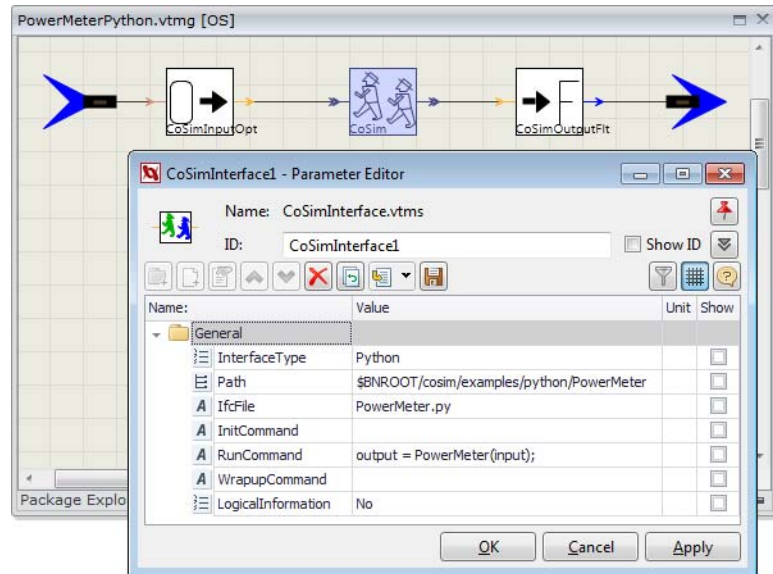 PowerMeterPython.vtmg [OS]
CoSimInputOpt
CoSim
CoSimOutputFlt
CoSimInterface1 - Parameter Editor
Name: CoSimInterface.vtms
ID: CoSimInterface1 Show ID
Name: Value Unit Show
General
InterfaceType Python
Path $BNROOT/cosim/examples/python/PowerMeter
IfcFile PowerMeter.py
InitCommand
RunCommand output = PowerMeter(input);
WrapupCommand
LogicalInformation No
Package Explo
OK Cancel Apply